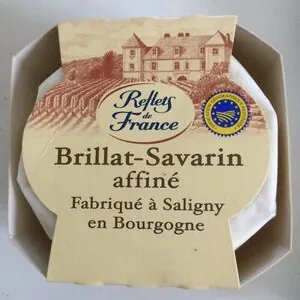 Reflets
de
France
Brillat-Savarin
affiné
Fabriqué à Saligny
en Bourgogne